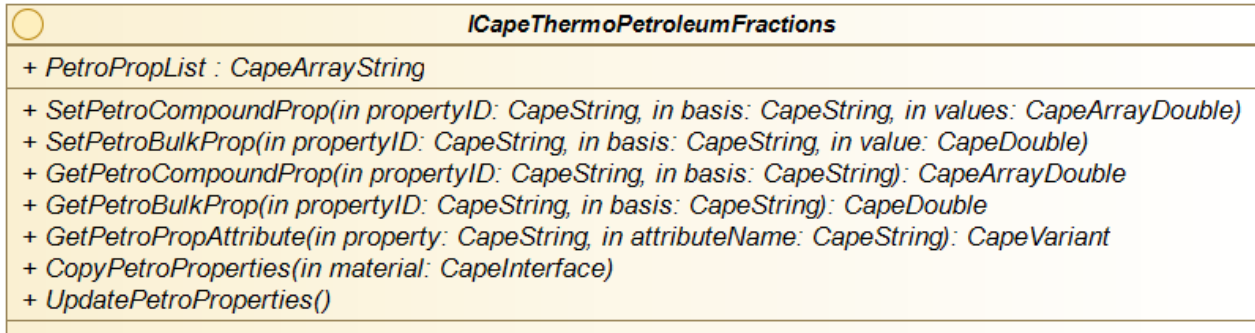 ICapeThermoPetroleumFractions
+ PetroPropList : CapeArrayString
+ SetPetroCompoundProp(in propertyID: CapeString, in basis: CapeString, in values: CapeArrayDouble)
+ SetPetroBulkProp(in propertyID: CapeString, in basis: CapeString, in value: CapeDouble)
+ GetPetroCompoundProp(in propertyID: CapeString, in basis: CapeString): CapeArrayDouble
+ GetPetroBulkProp(in propertyID: CapeString, in basis: CapeString): CapeDouble
+ GetPetroPropAttribute(in property: CapeString, in attributeName: CapeString): CapeVariant
+ CopyPetroProperties(in material: CapeInterface)
+ UpdatePetroProperties()